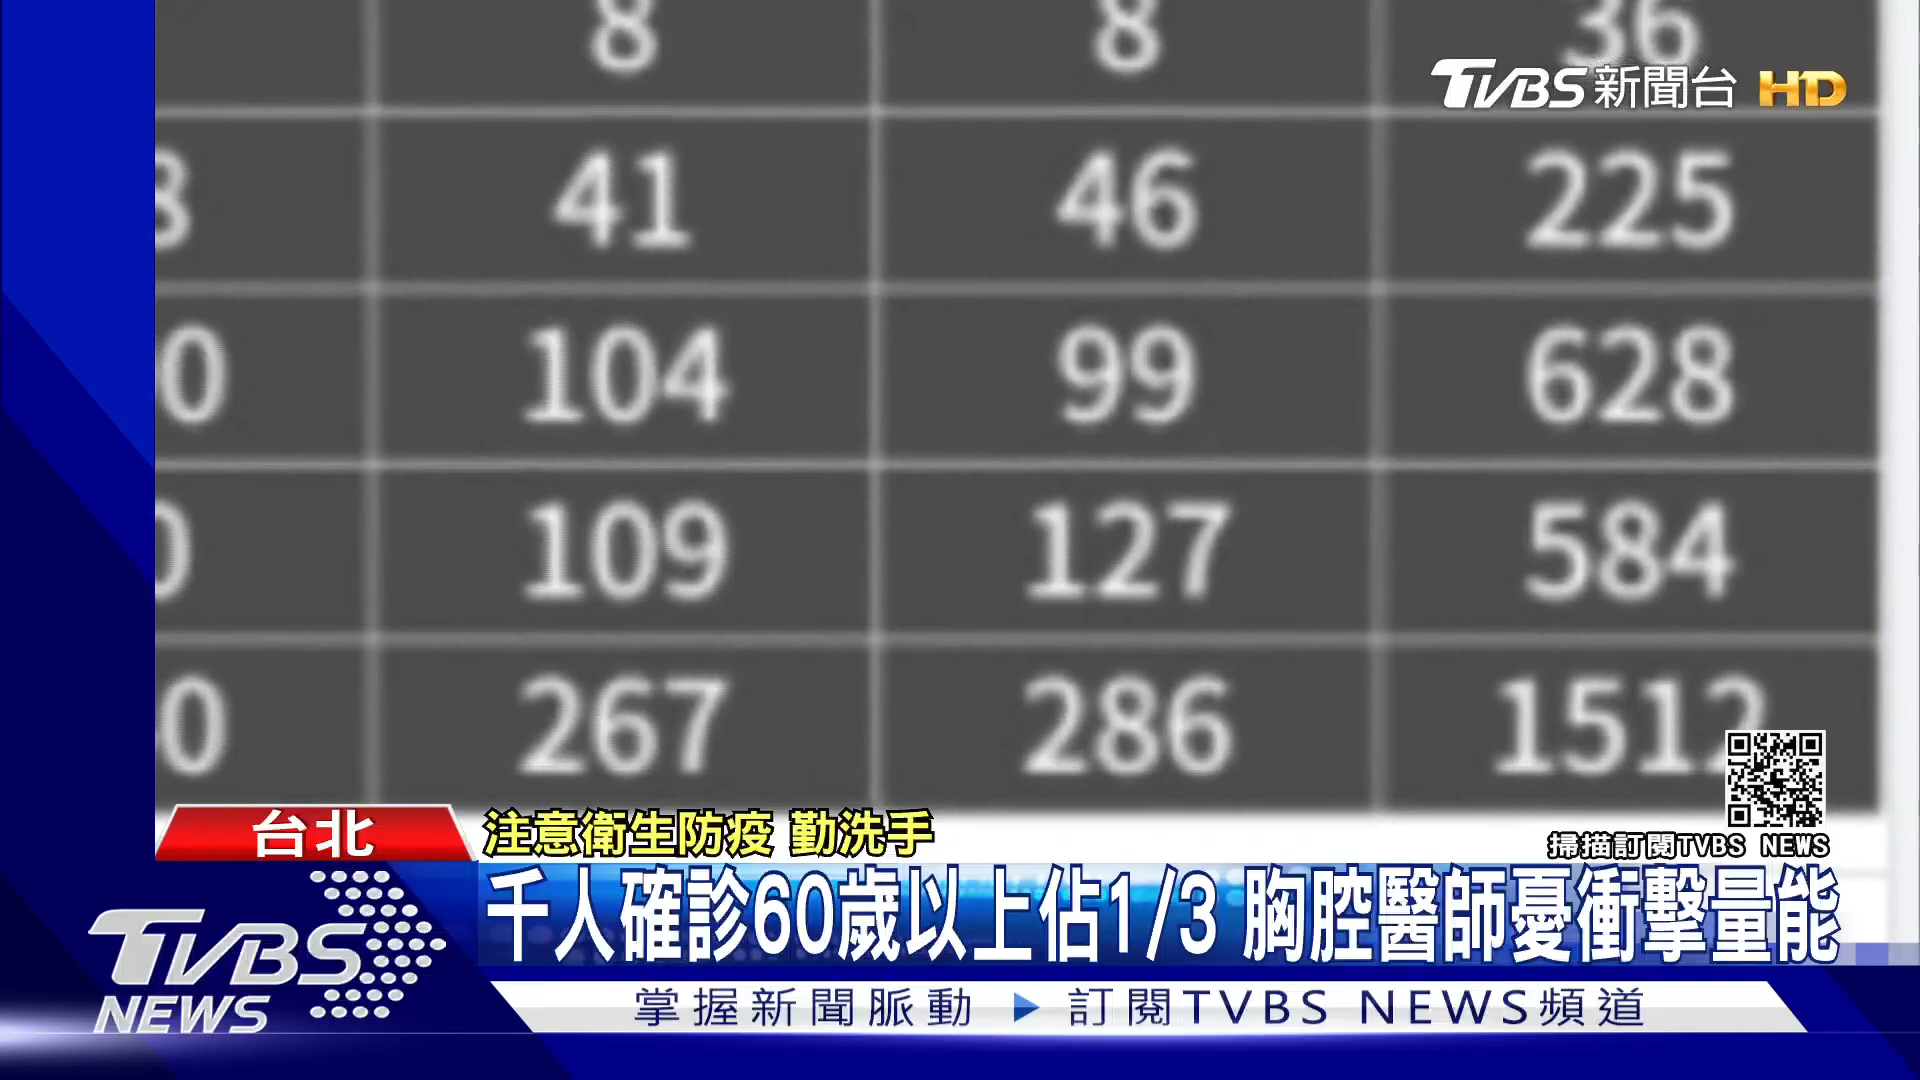 8 8 36
TVBS新聞台 HD
8 41 46 225
0 104 99 628
0 109 127 584
0 267 286 1512
台北 注意衛生防疫 勤洗手
掃描訂閱TVBS NEWS
千人確診60歲以上佔1/3 胸腔醫師憂衝擊量能
TVBS NEWS
掌握新聞脈動 ▶ 訂閱TVBS NEWS頻道